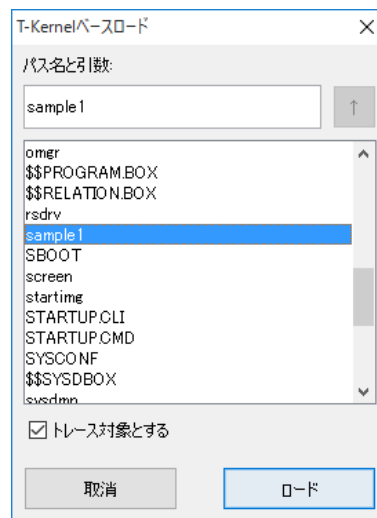 T-Kernelベースロード
パス名と引数:
sample1
↑
omgr
$$PROGRAM.BOX
$$RELATION.BOX
rsdrv
sample1
SBOOT
screen
startimg
STARTUP.CLI
STARTUP.CMD
SYSCONF
$$SYSDBOX
sysdmn
トレース対象とする
取消
ロード